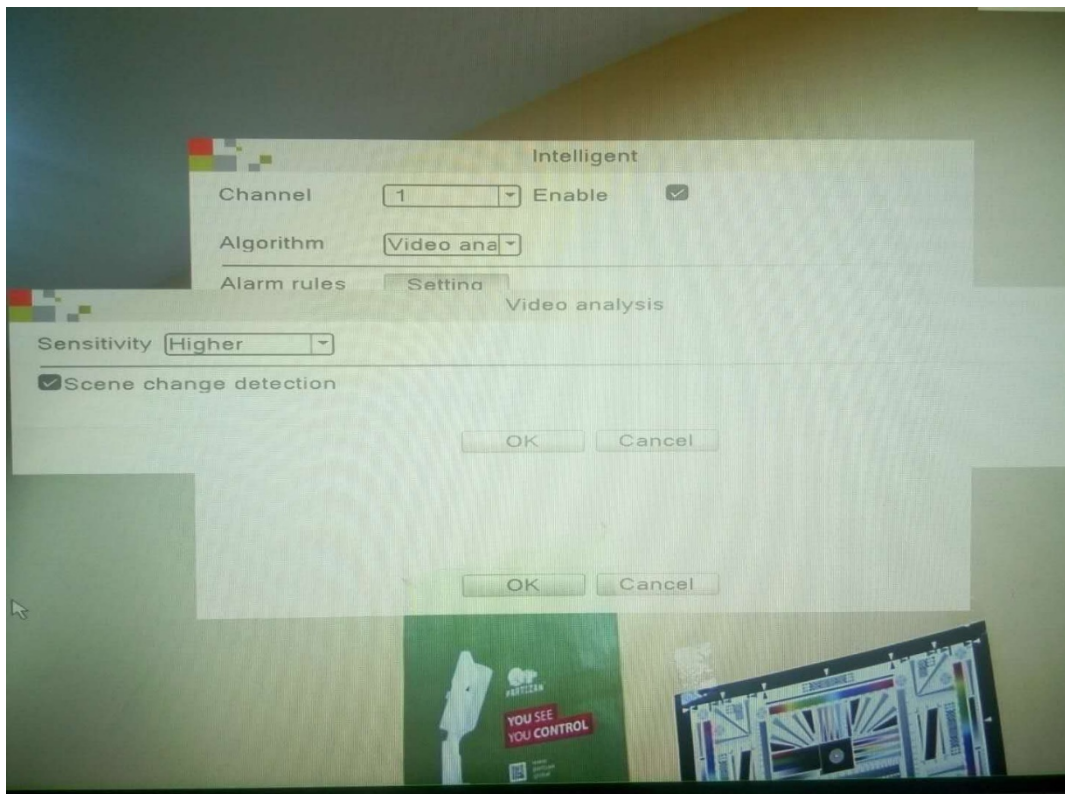 Intelligent
Channel 1 Enable
Algorithm Video ana
Alarm rules Setting
Video analysis
Sensitivity Higher
Scene change detection
OK Cancel
OK Cancel
PARTIZAN
YOU SEE
YOU CONTROL